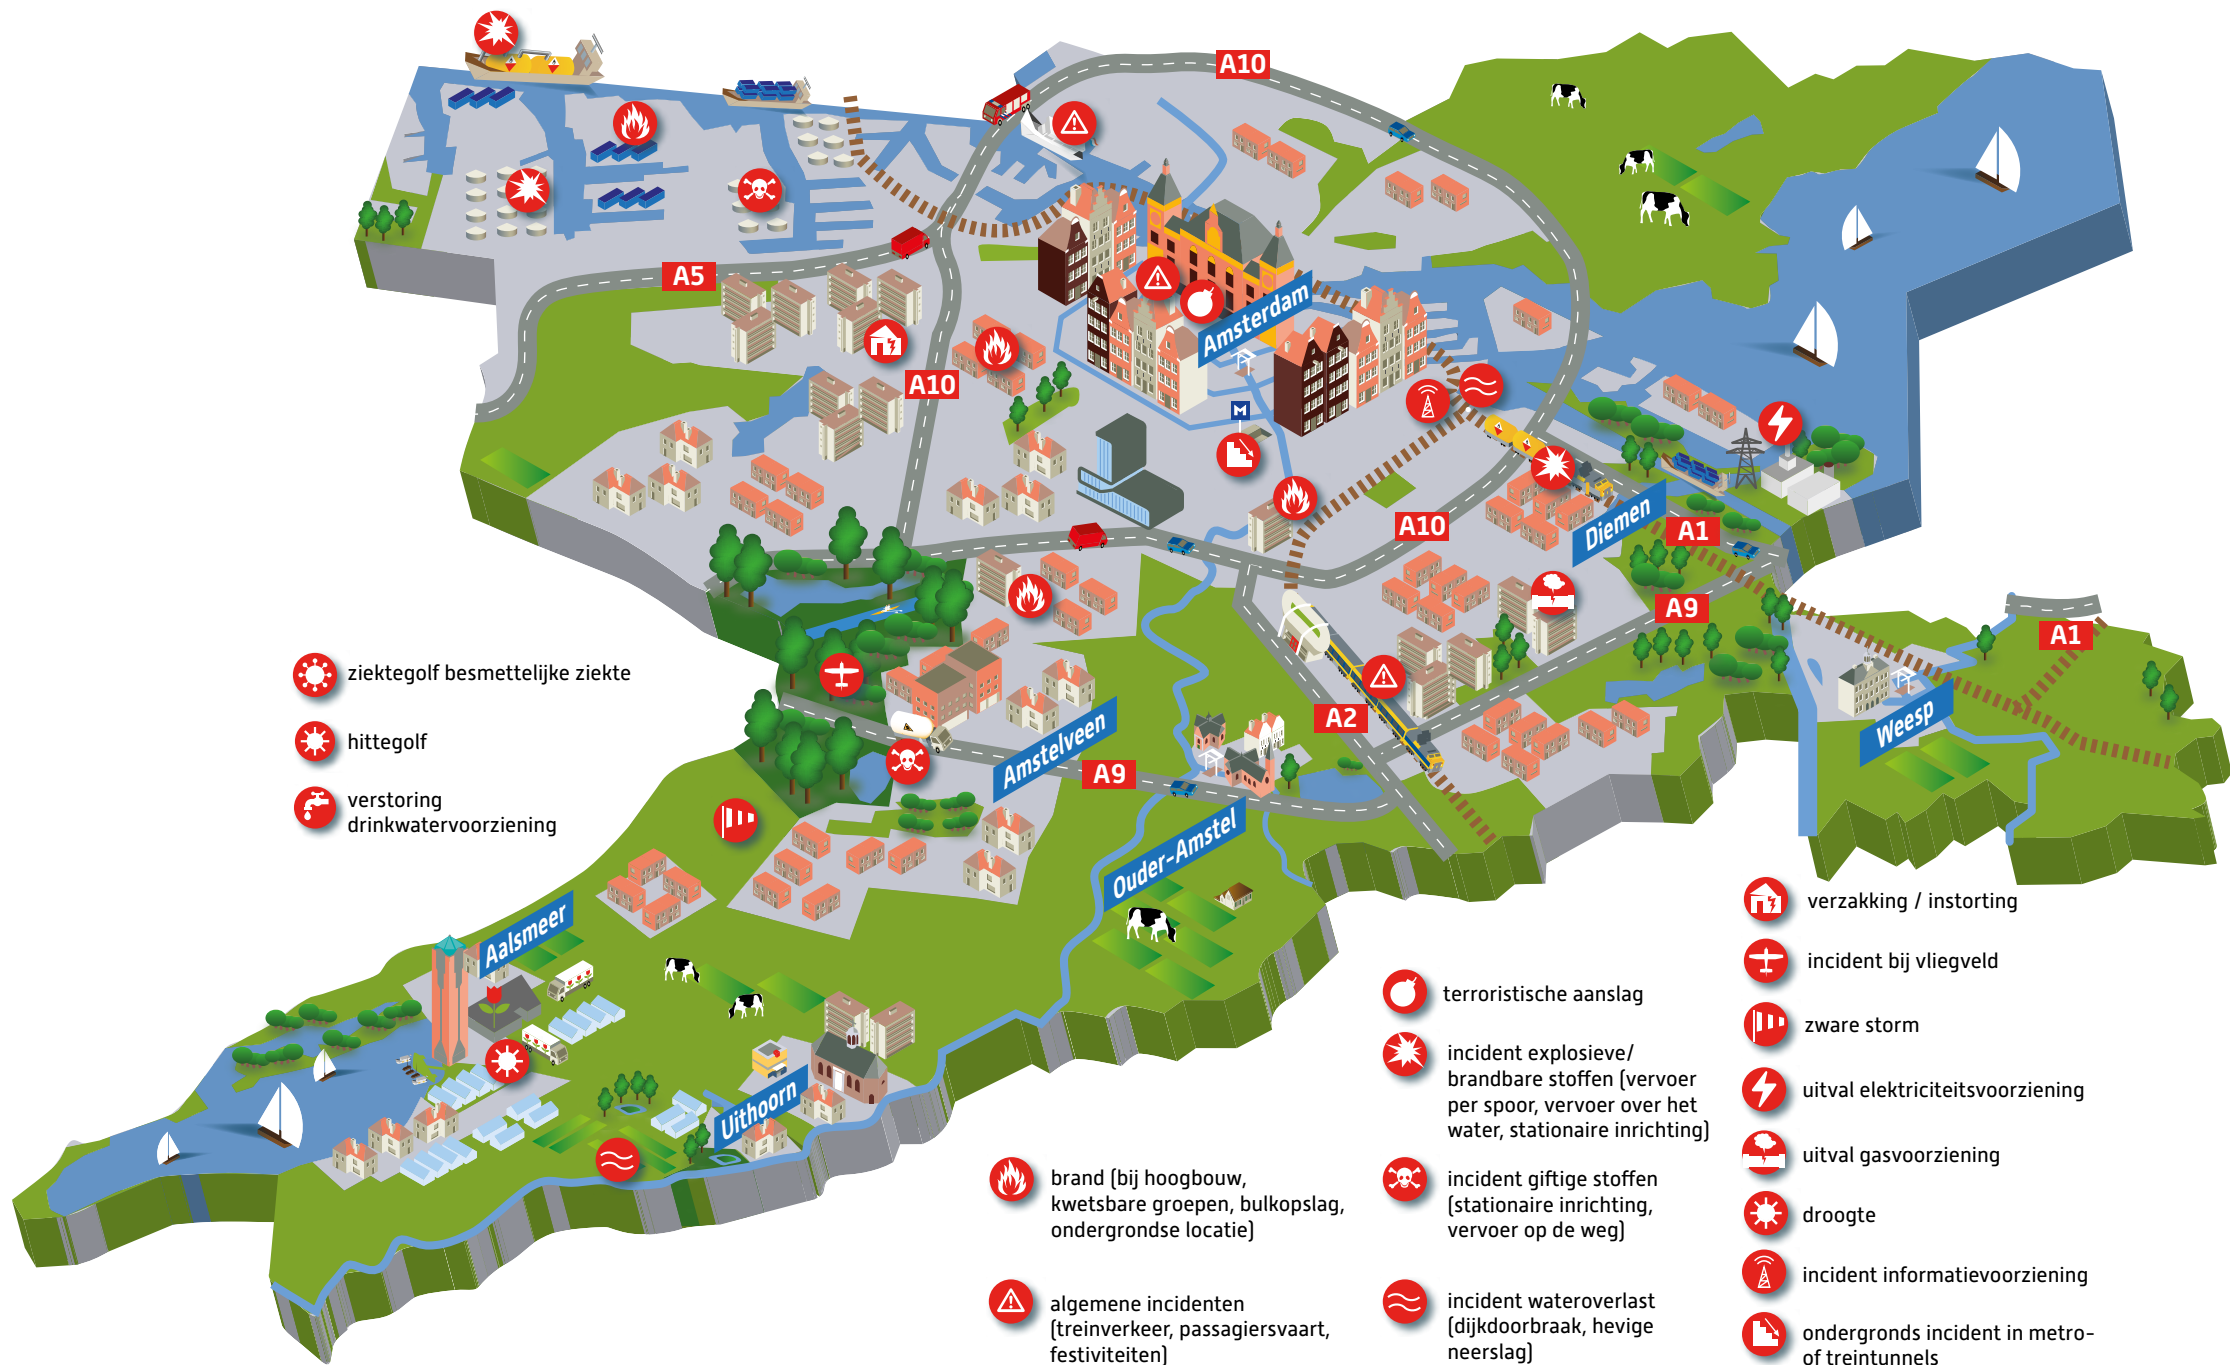 A10
A5
Amsterdam
A10
M
A10
Diemen
A1
A9
A1
A2
Weesp
Amstelveen
A9
Ouder-Amstel
Aalsmeer
Uithoorn
ziektegolf besmettelijke ziekte
hittegolf
verstoring
drinkwatervoorziening
brand (bij hoogbouw,
kwetsbare groepen, bulkopslag,
ondergrondse locatie)
algemene incidenten
(treinverkeer, passagiersvaart,
festiviteiten)
terroristische aanslag
incident explosieve/
brandbare stoffen (vervoer
per spoor, vervoer over het
water, stationaire inrichting)
incident giftige stoffen
(stationaire inrichting,
vervoer op de weg)
incident wateroverlast
(dijkdoorbraak, hevige
neerslag)
verzakking / instorting
incident bij vliegveld
zware storm
uitval elektriciteitsvoorziening
uitval gasvoorziening
droogte
incident informatievoorziening
ondergronds incident in metro-
of treintunnels